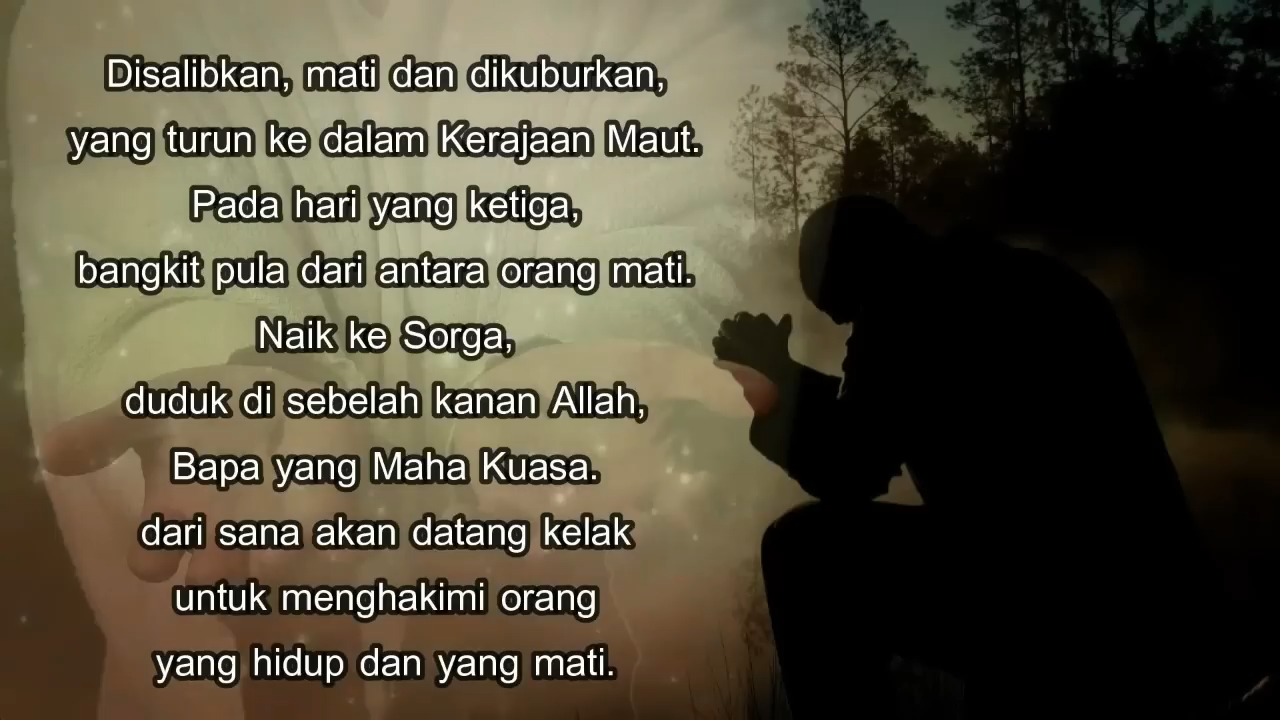 Disalibkan, mati dan dikuburkan,
yang turun ke dalam Kerajaan Maut.
Pada hari yang ketiga,
bangkit pula dari antara orang mati.
Naik ke Sorga,
duduk di sebelah kanan Allah,
Bapa yang Maha Kuasa.
dari sana akan datang kelak
untuk menghakimi orang
yang hidup dan yang mati.